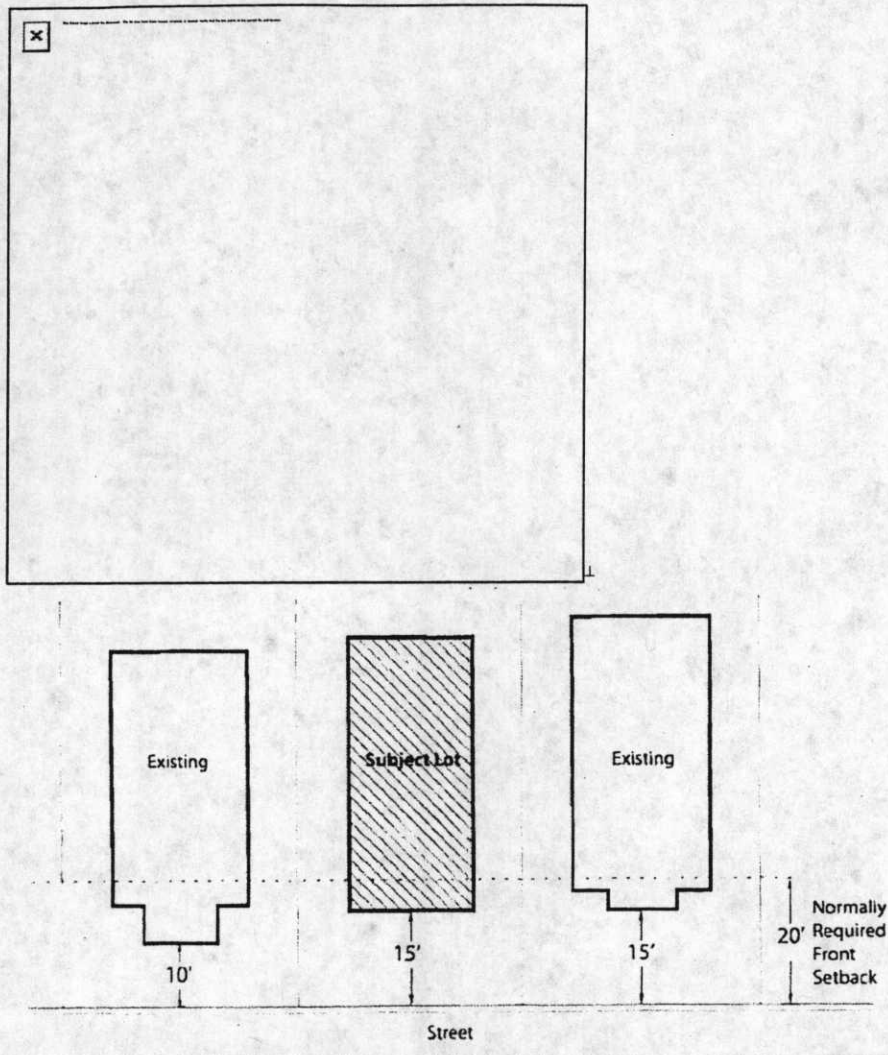 Existing
Subject Lot
Existing
10'
15'
15'
20'
Normally
Required
Front
Setback
Street